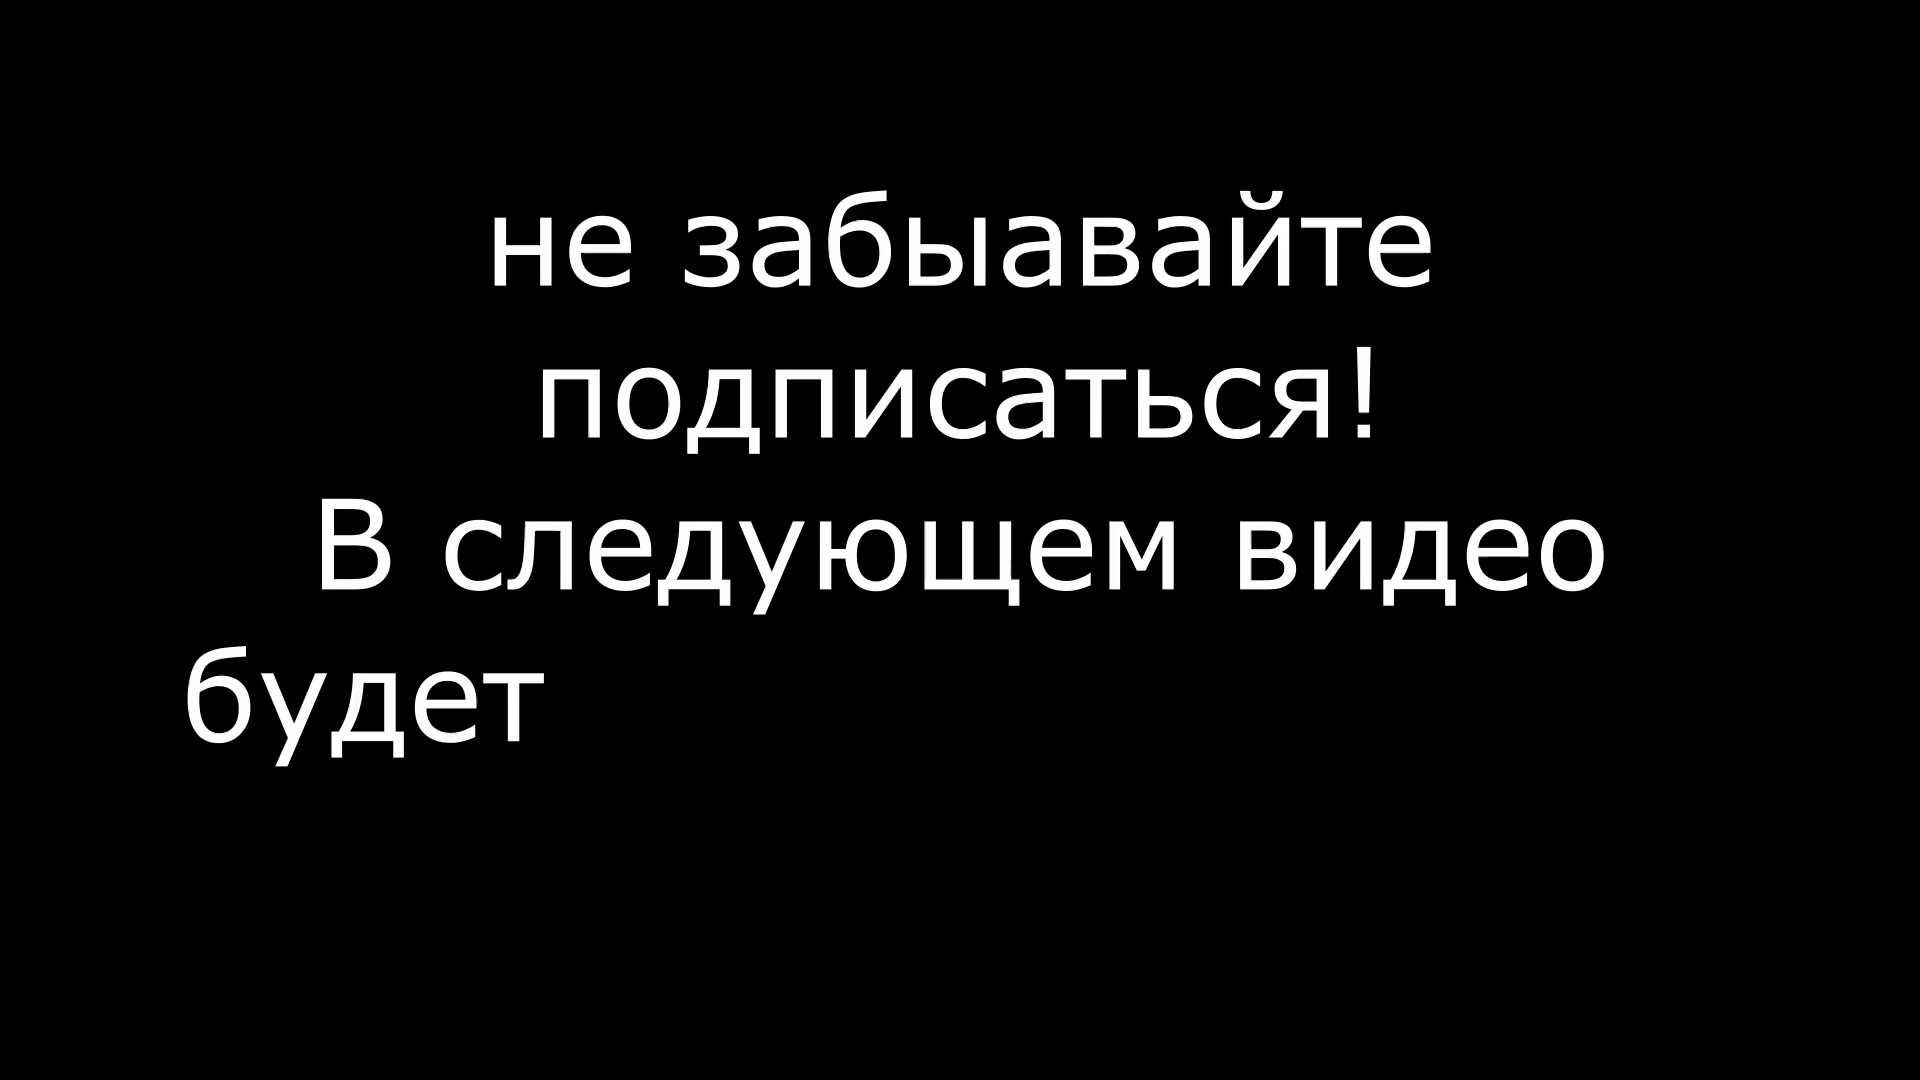 не забыавайте
подписаться!
В следующем видео
будет